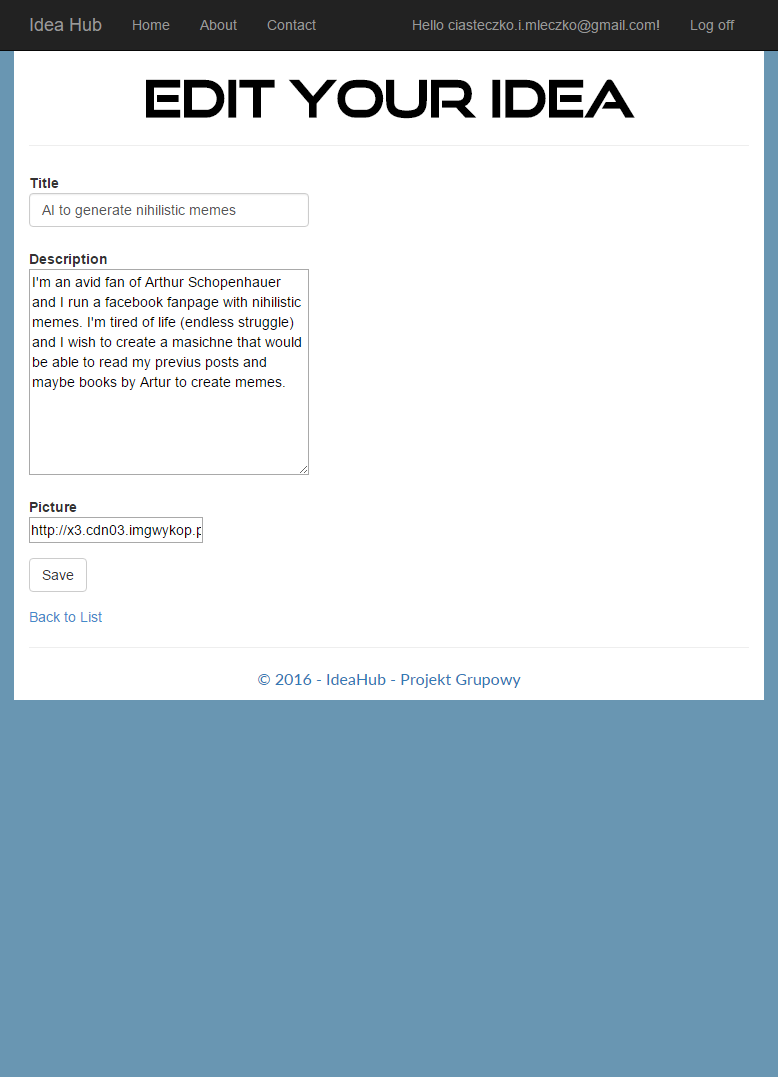 Idea Hub Home About Contact Hello ciasteczko.i.mleczko@gmail.com! Log off
EDIT YOUR IDEA
Title
AI to generate nihilistic memes
Description
I'm an avid fan of Arthur Schopenhauer
and I run a facebook fanpage with nihilistic
memes. I'm tired of life (endless struggle)
and I wish to create a masichne that would
be able to read my previus posts and
maybe books by Artur to create memes.
Picture
http://x3.cdn03.imgwykop.p
Save
Back to List
© 2016 - IdeaHub - Projekt Grupowy